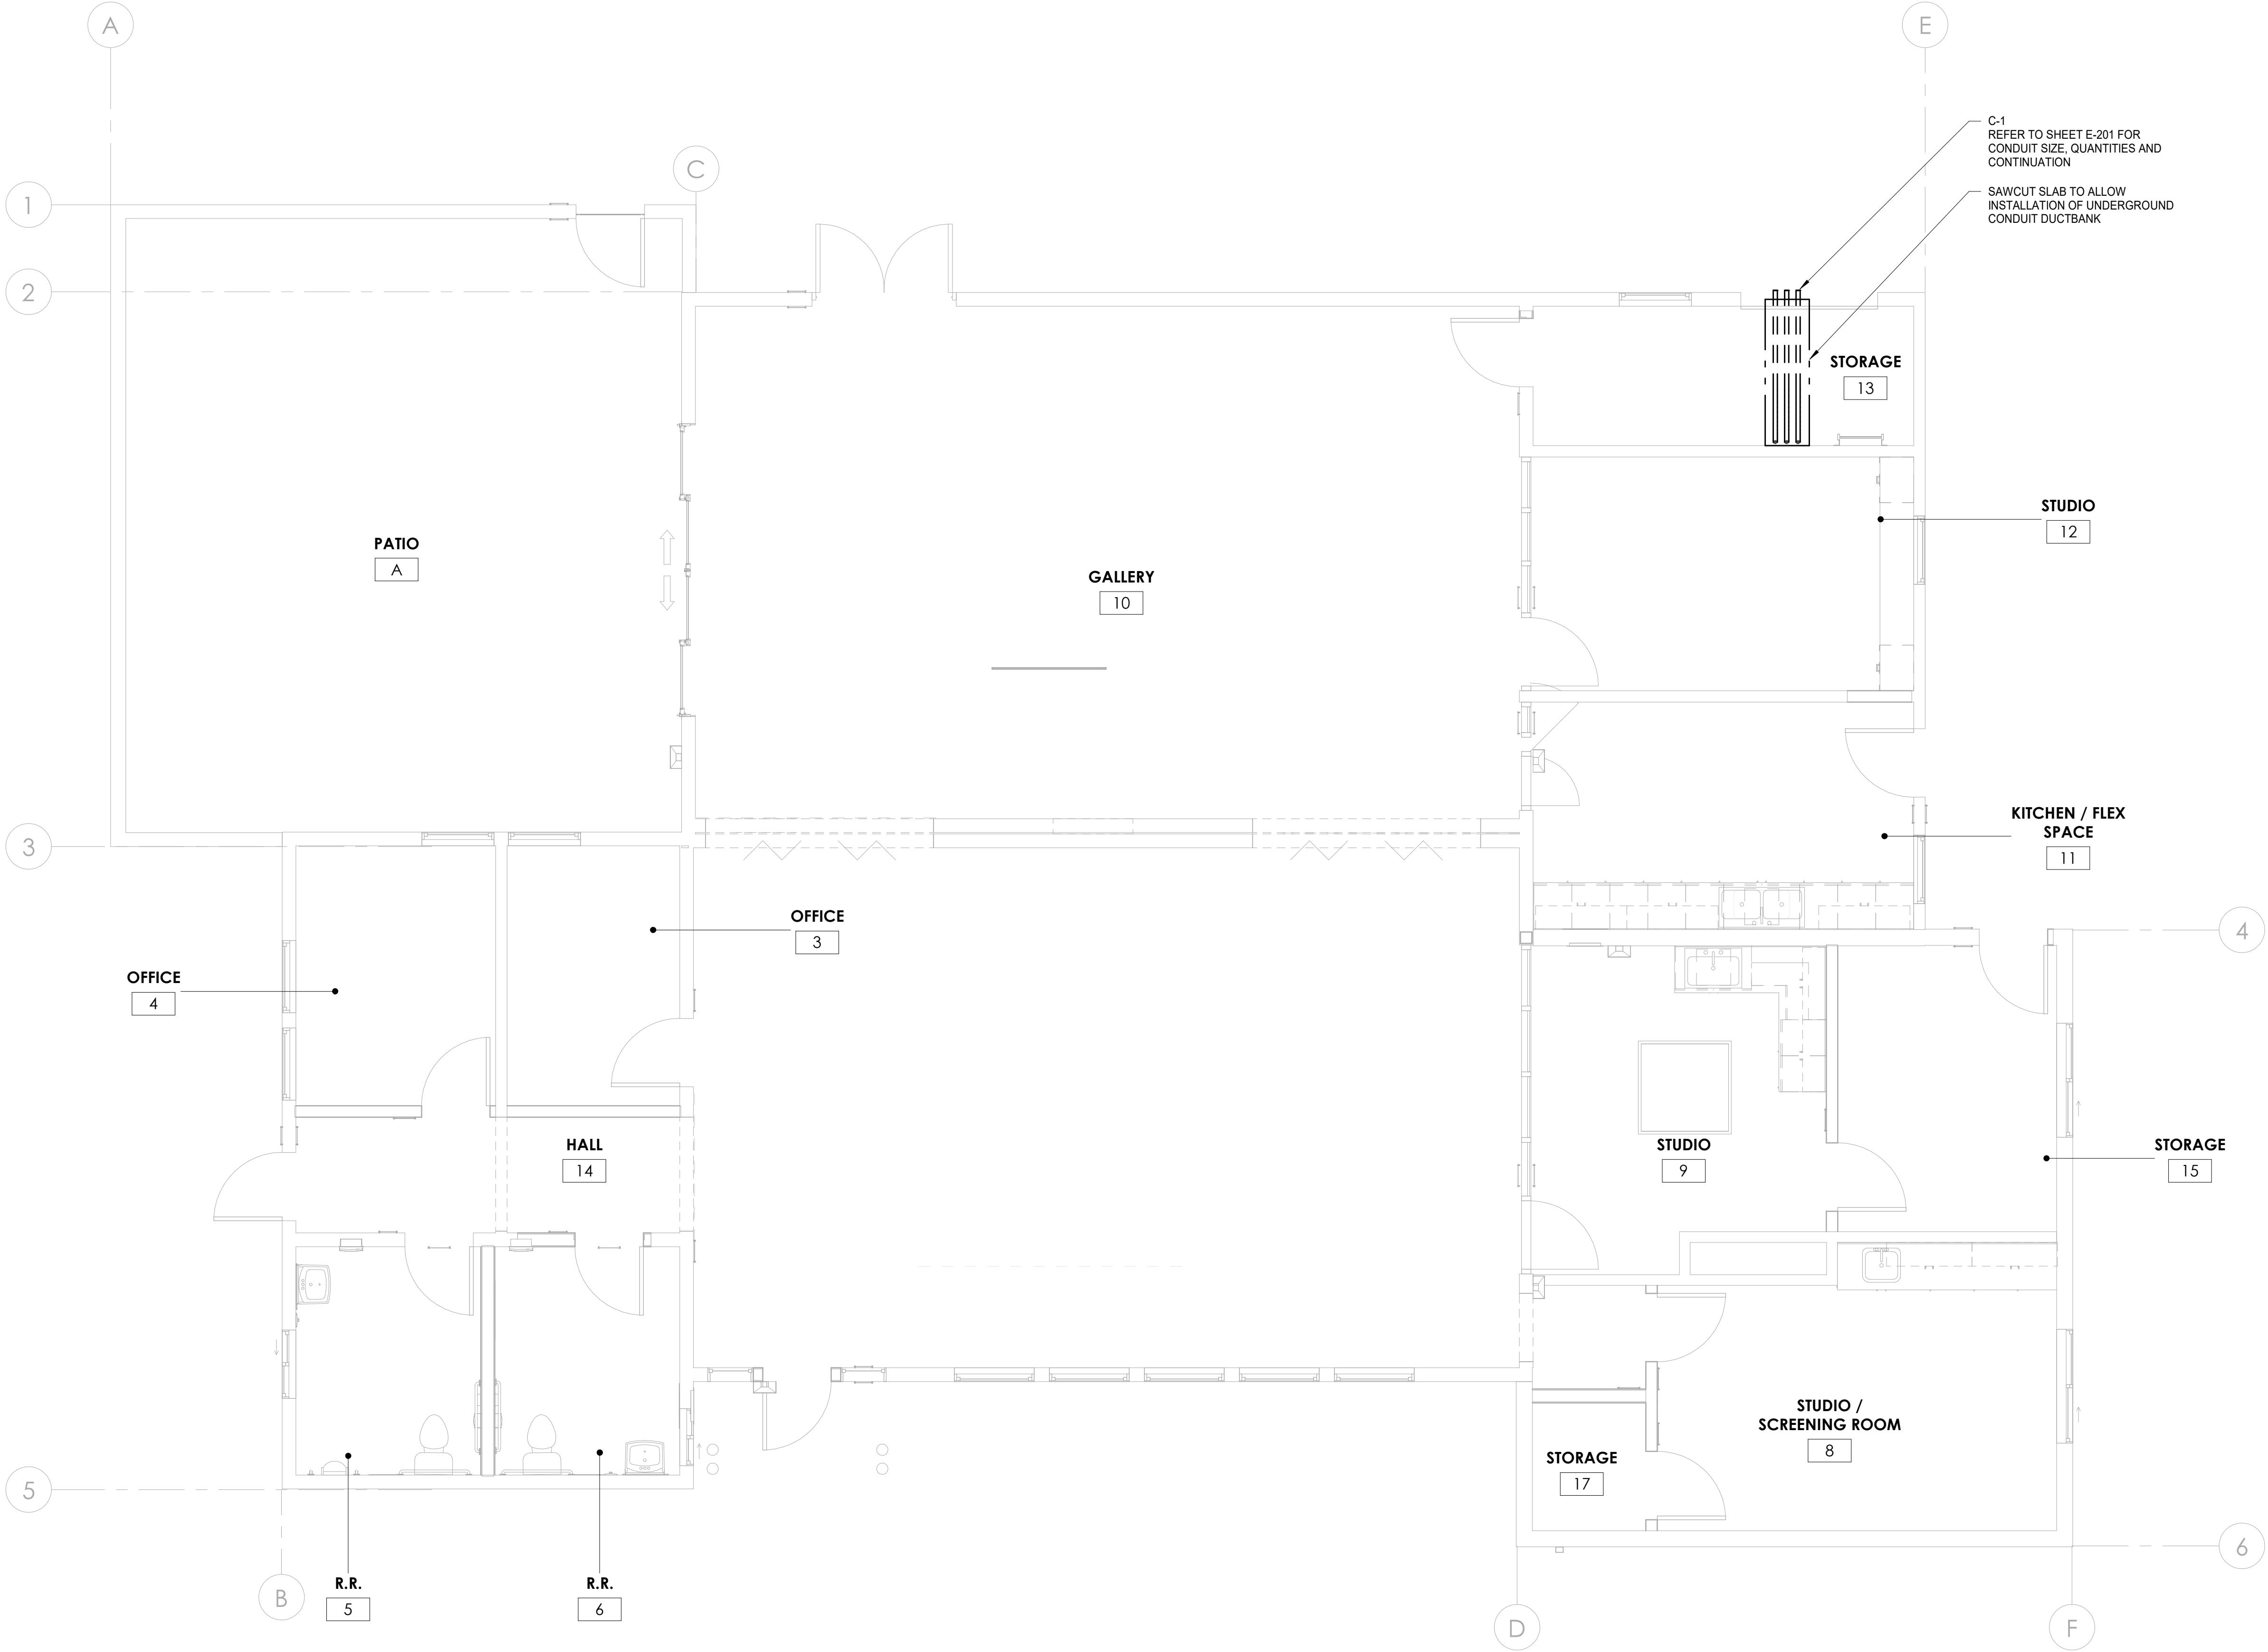 A
E
C-1
REFER TO SHEET E-201 FOR
CONDUIT SIZE, QUANTITIES AND
CONTINUATION
C
1
SAWCUT SLAB TO ALLOW
INSTALLATION OF UNDERGROUND
CONDUIT DUCTBANK
2
STORAGE
13
STUDIO
12
PATIO
A
GALLERY
10
KITCHEN / FLEX
SPACE
11
3
OFFICE
3
4
OFFICE
4
HALL
14
STUDIO
9
STORAGE
15
STUDIO /
SCREENING ROOM
8
STORAGE
17
5
6
R.R.
5
R.R.
6
B
D
F